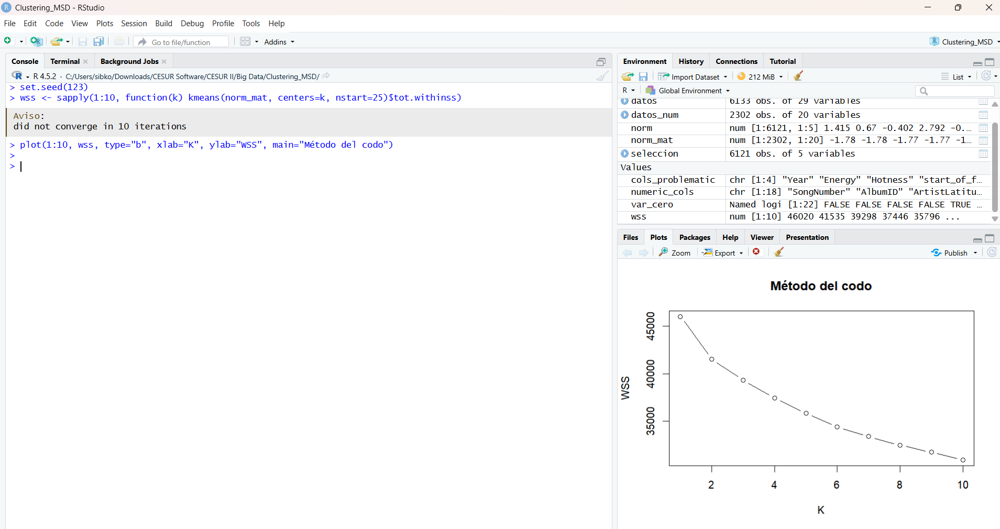 Clustering_MSD - RStudio
File Edit Code View Plots Session Build Debug Profile Tools Help
Go to file/function Addins Clustering_MSD
Console Terminal Background Jobs
R 4.5.2 · C:/Users/sibko/Downloads/CESUR Software/CESUR II/Big Data/Clustering_MSD/
> set.seed(123)
> wss <- sapply(1:10, function(k) kmeans(norm_mat, centers=k, nstart=25)$tot.withinss)
Aviso:
did not converge in 10 iterations
> plot(1:10, wss, type="b", xlab="K", ylab="WSS", main="Método del codo")
>
>
Environment History Connections Tutorial
Import Dataset 212 MiB List
R Global Environment
datos 6133 obs. of 29 variables
datos_num 2302 obs. of 20 variables
norm num [1:6121, 1:5] 1.415 0.67 -0.402 2.792 -0...
norm_mat num [1:2302, 1:20] -1.78 -1.78 -1.77 -1.77 -1...
seleccion 6121 obs. of 5 variables
Values
cols_problematic chr [1:4] "Year" "Energy" "Hotness" "start_of_f...
numeric_cols chr [1:18] "SongNumber" "AlbumID" "ArtistLatitu...
var_cero Named logi [1:22] FALSE FALSE FALSE FALSE TRUE ...
wss num [1:10] 46020 41535 39298 37446 35796 ...
Files Plots Packages Help Viewer Presentation
Zoom Export Publish
Método del codo
45000
40000
35000
WSS
2 4 6 8 10
K